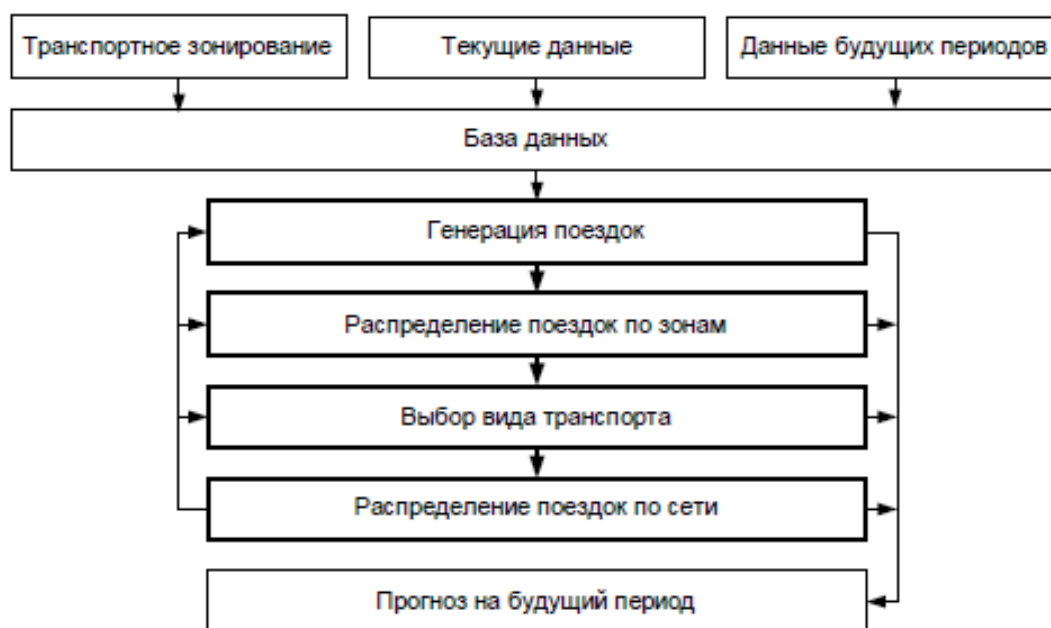 Транспортное зонирование
Текущие данные
Данные будущих периодов
База данных
Генерация поездок
Распределение поездок по зонам
Выбор вида транспорта
Распределение поездок по сети
Прогноз на будущий период